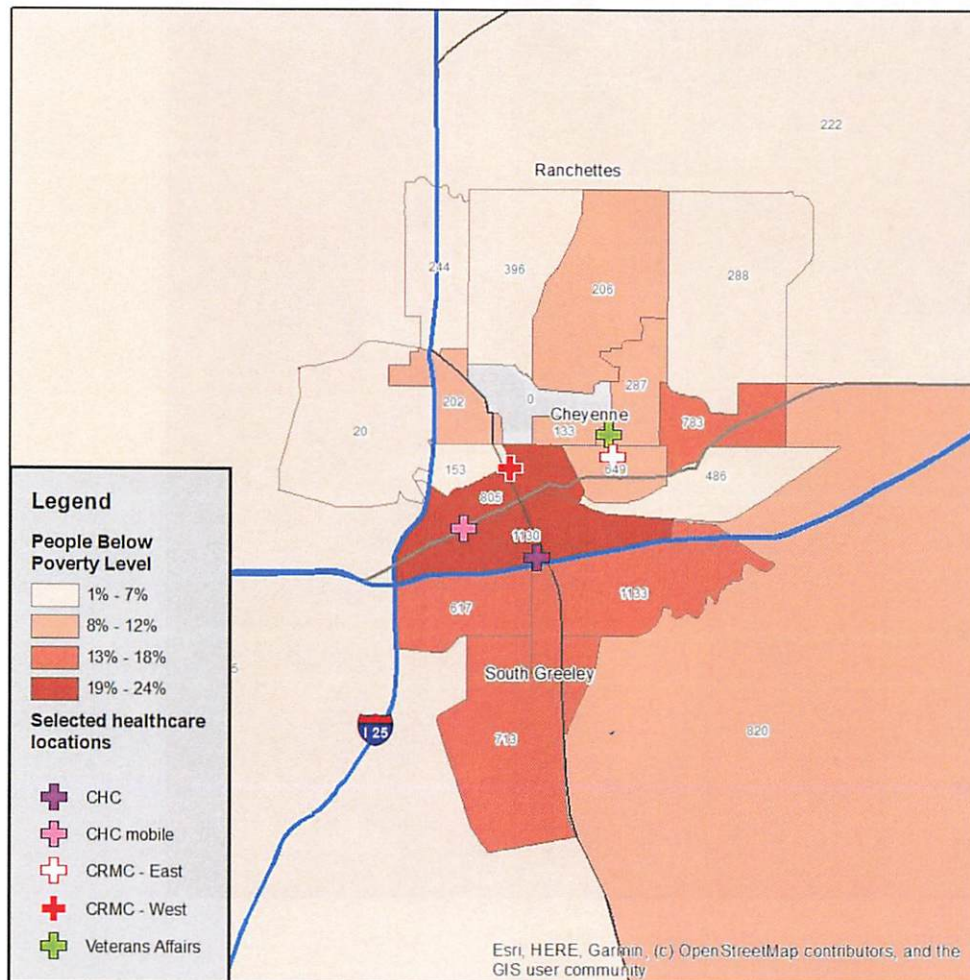 222
Ranchettes
244
396
206
288
202
0
287
Cheyenne
133
783
20
153
649
486
805
1130
617
1133
South Greeley
713
820
5
I 25
Legend
People Below
Poverty Level
1% - 7%
8% - 12%
13% - 18%
19% - 24%
Selected healthcare
locations
CHC
CHC mobile
CRMC - East
CRMC - West
Veterans Affairs
Esri, HERE, Garmin, (c) OpenStreetMap contributors, and the
GIS user community